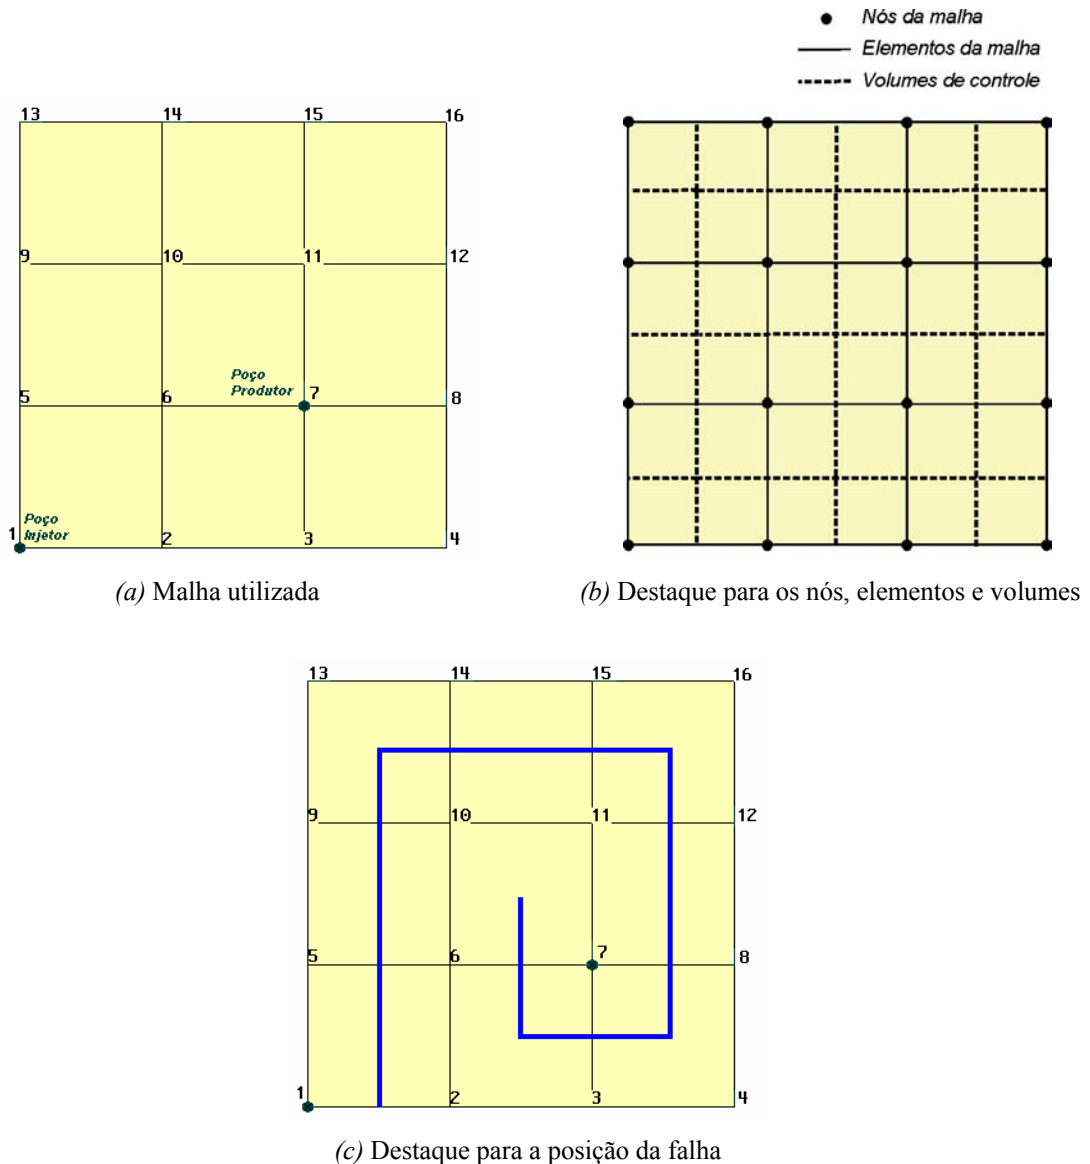 Nós da malha
Elementos da malha
Volumes de controle
13 14 15 16
9 10 11 12
Poço
Produtor
5 6 7 8
Poço
Injetor
1 2 3 4
(a) Malha utilizada
(b) Destaque para os nós, elementos e volumes
13 14 15 16
9 10 11 12
5 6 7 8
1 2 3 4
(c) Destaque para a posição da falha